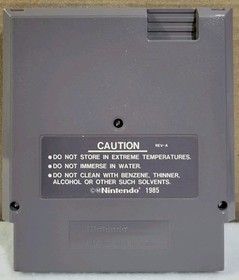 CAUTION REV-A
● DO NOT STORE IN EXTREME TEMPERATURES.
● DO NOT IMMERSE IN WATER.
● DO NOT CLEAN WITH BENZENE, THINNER,
ALCOHOL OR OTHER SUCH SOLVENTS.
©Nintendo® 1985